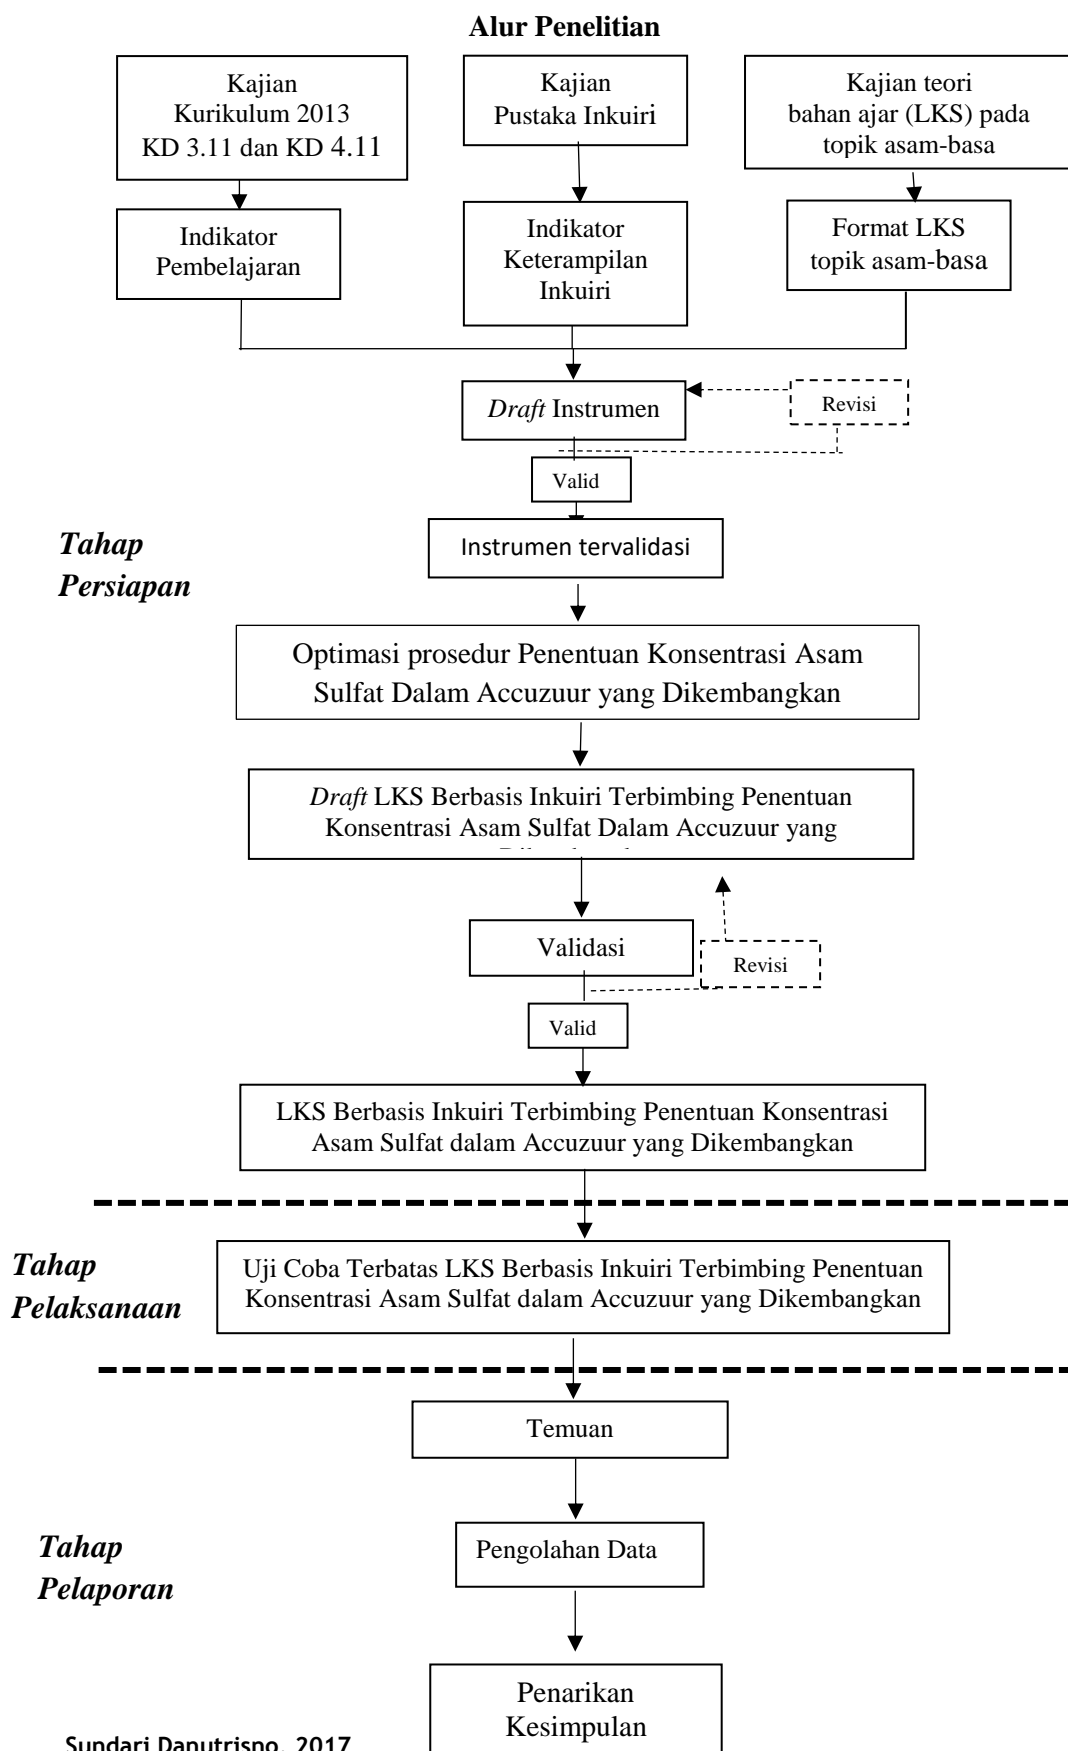 Alur Penelitian
Kajian
Kurikulum 2013
KD 3.11 dan KD 4.11
Kajian
Pustaka Inkuiri
Kajian teori
bahan ajar (LKS) pada
topik asam-basa
Indikator
Pembelajaran
Indikator
Keterampilan
Inkuiri
Format LKS
topik asam-basa
Draft Instrumen
Revisi
Valid
Tahap
Persiapan
Instrumen tervalidasi
Optimasi prosedur Penentuan Konsentrasi Asam
Sulfat Dalam Accuzuur yang Dikembangkan
Draft LKS Berbasis Inkuiri Terbimbing Penentuan
Konsentrasi Asam Sulfat Dalam Accuzuur yang
Validasi
Revisi
Valid
LKS Berbasis Inkuiri Terbimbing Penentuan Konsentrasi
Asam Sulfat dalam Accuzuur yang Dikembangkan
Tahap
Pelaksanaan
Uji Coba Terbatas LKS Berbasis Inkuiri Terbimbing Penentuan
Konsentrasi Asam Sulfat dalam Accuzuur yang Dikembangkan
Temuan
Tahap
Pelaporan
Pengolahan Data
Penarikan
Kesimpulan
Sundari Danutrisno, 2017